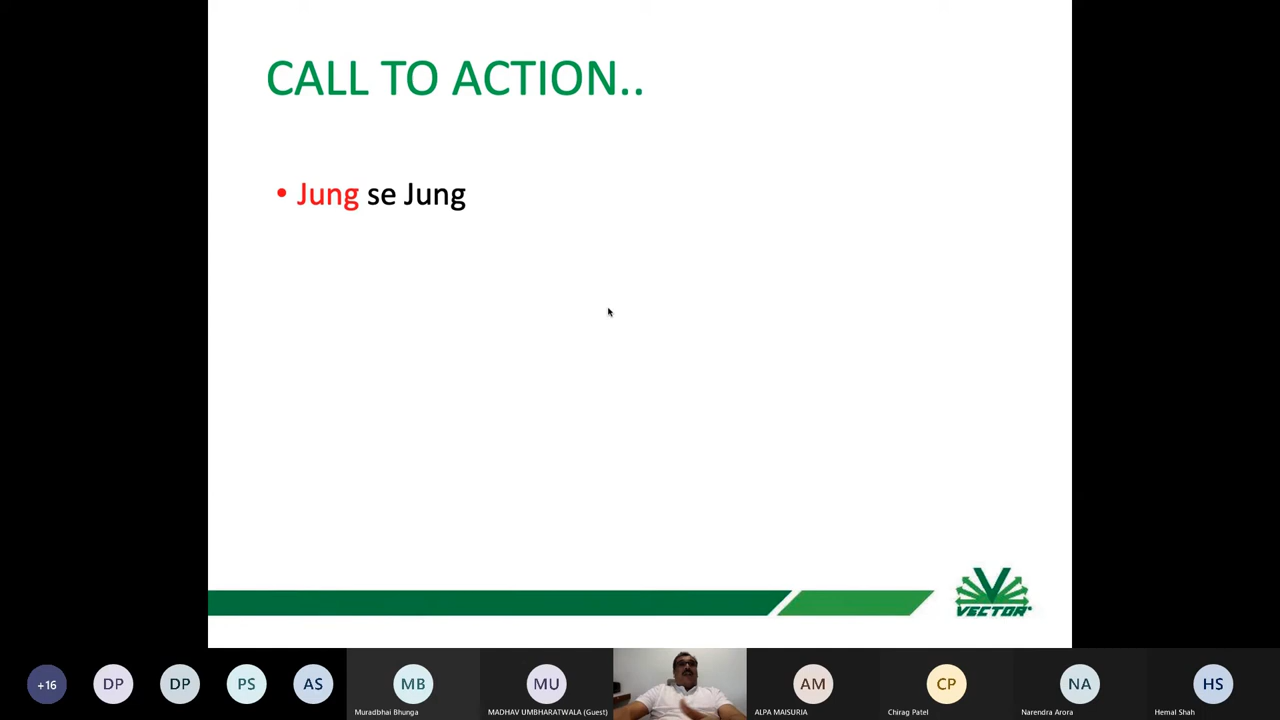 CALL TO ACTION..
• Jung se Jung
VECTOR®
+16
DP
DP
PS
AS
MB
Muradbhai Bhunga
MU
MADHAV UMBHARATWALA (Guest)
AM
ALPA MAISURIA
CP
Chirag Patel
NA
Narendra Arora
HS
Hemal Shah